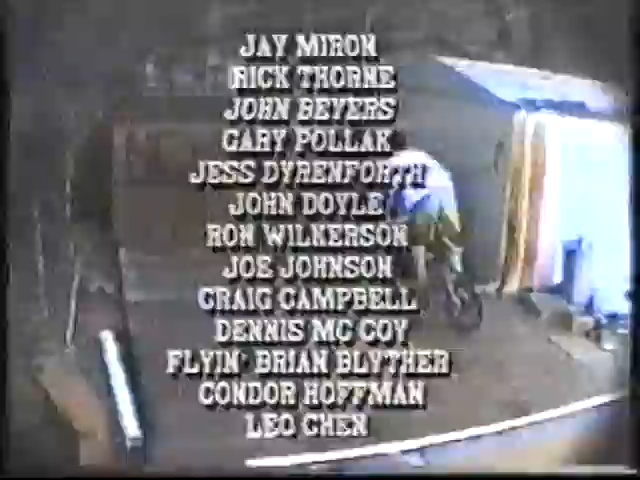 JAY MIRON
RICK THORNE
JOHN BEYERS
GARY POLLAK
JESS DYRENFORTH
JOHN DOYLE
RON WILKERSON
JOE JOHNSON
CRAIG CAMPBELL
DENNIS MC COY
FLYIN' BRIAN BLYTHER
CONDOR HOFFMAN
LEO CHEN